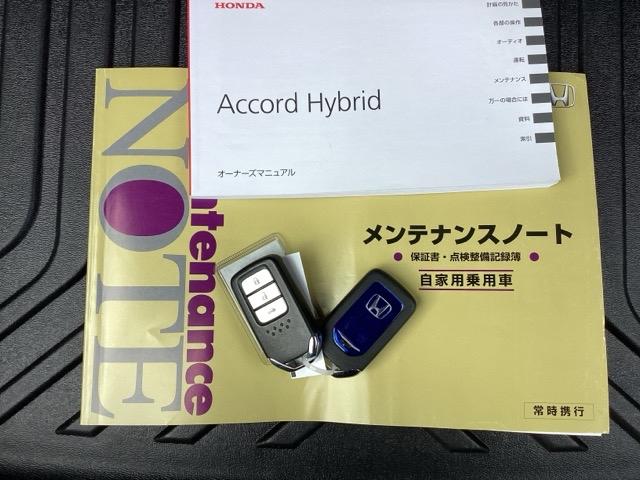 HONDA
計器の見かた
各部の操作
オーディオ
運転
メンテナンス
万一の場合には
資料
索引
Accord Hybrid
オーナーズマニュアル
Maintenance
NOTE
メンテナンスノート
● 保証書・点検整備記録簿 ●
自家用乗用車
常時携行